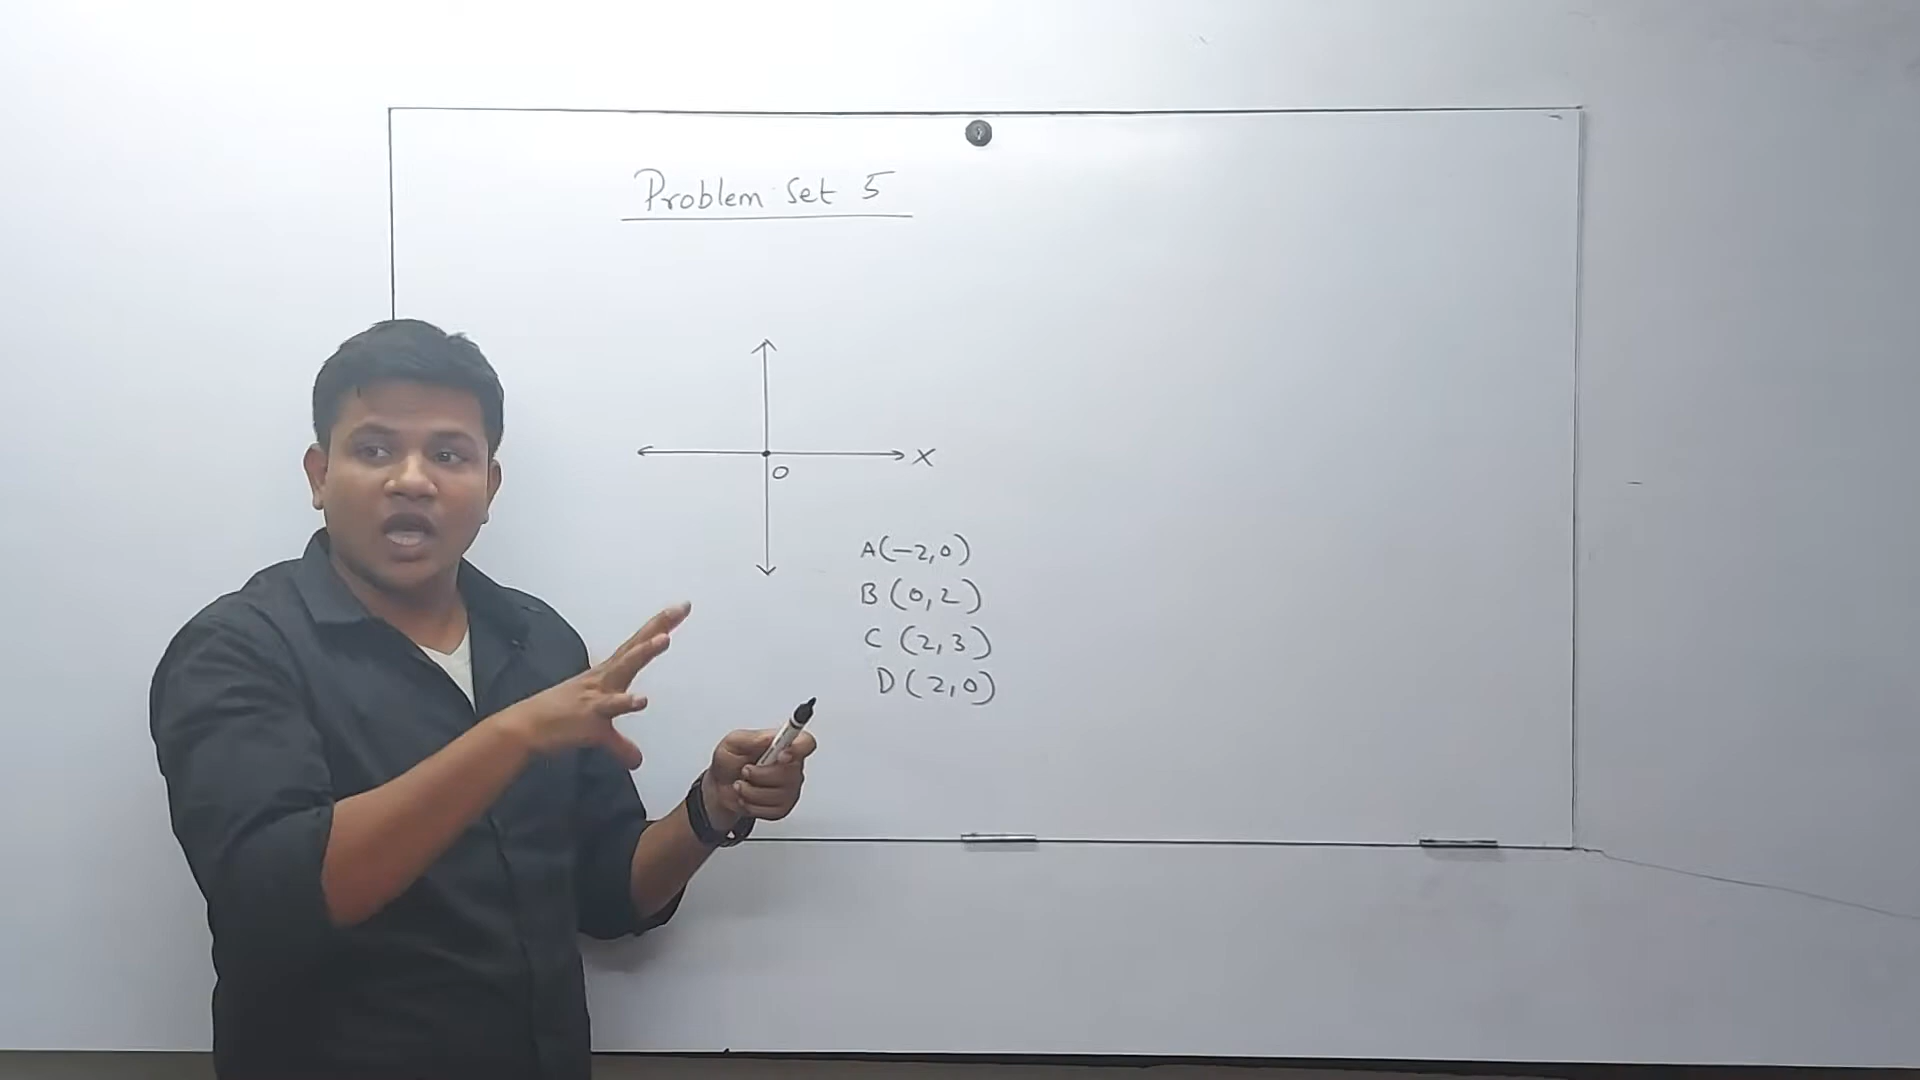 Problem Set 5
X
O
A(-2,0)
B (0,2)
C (2,3)
D (2,0)